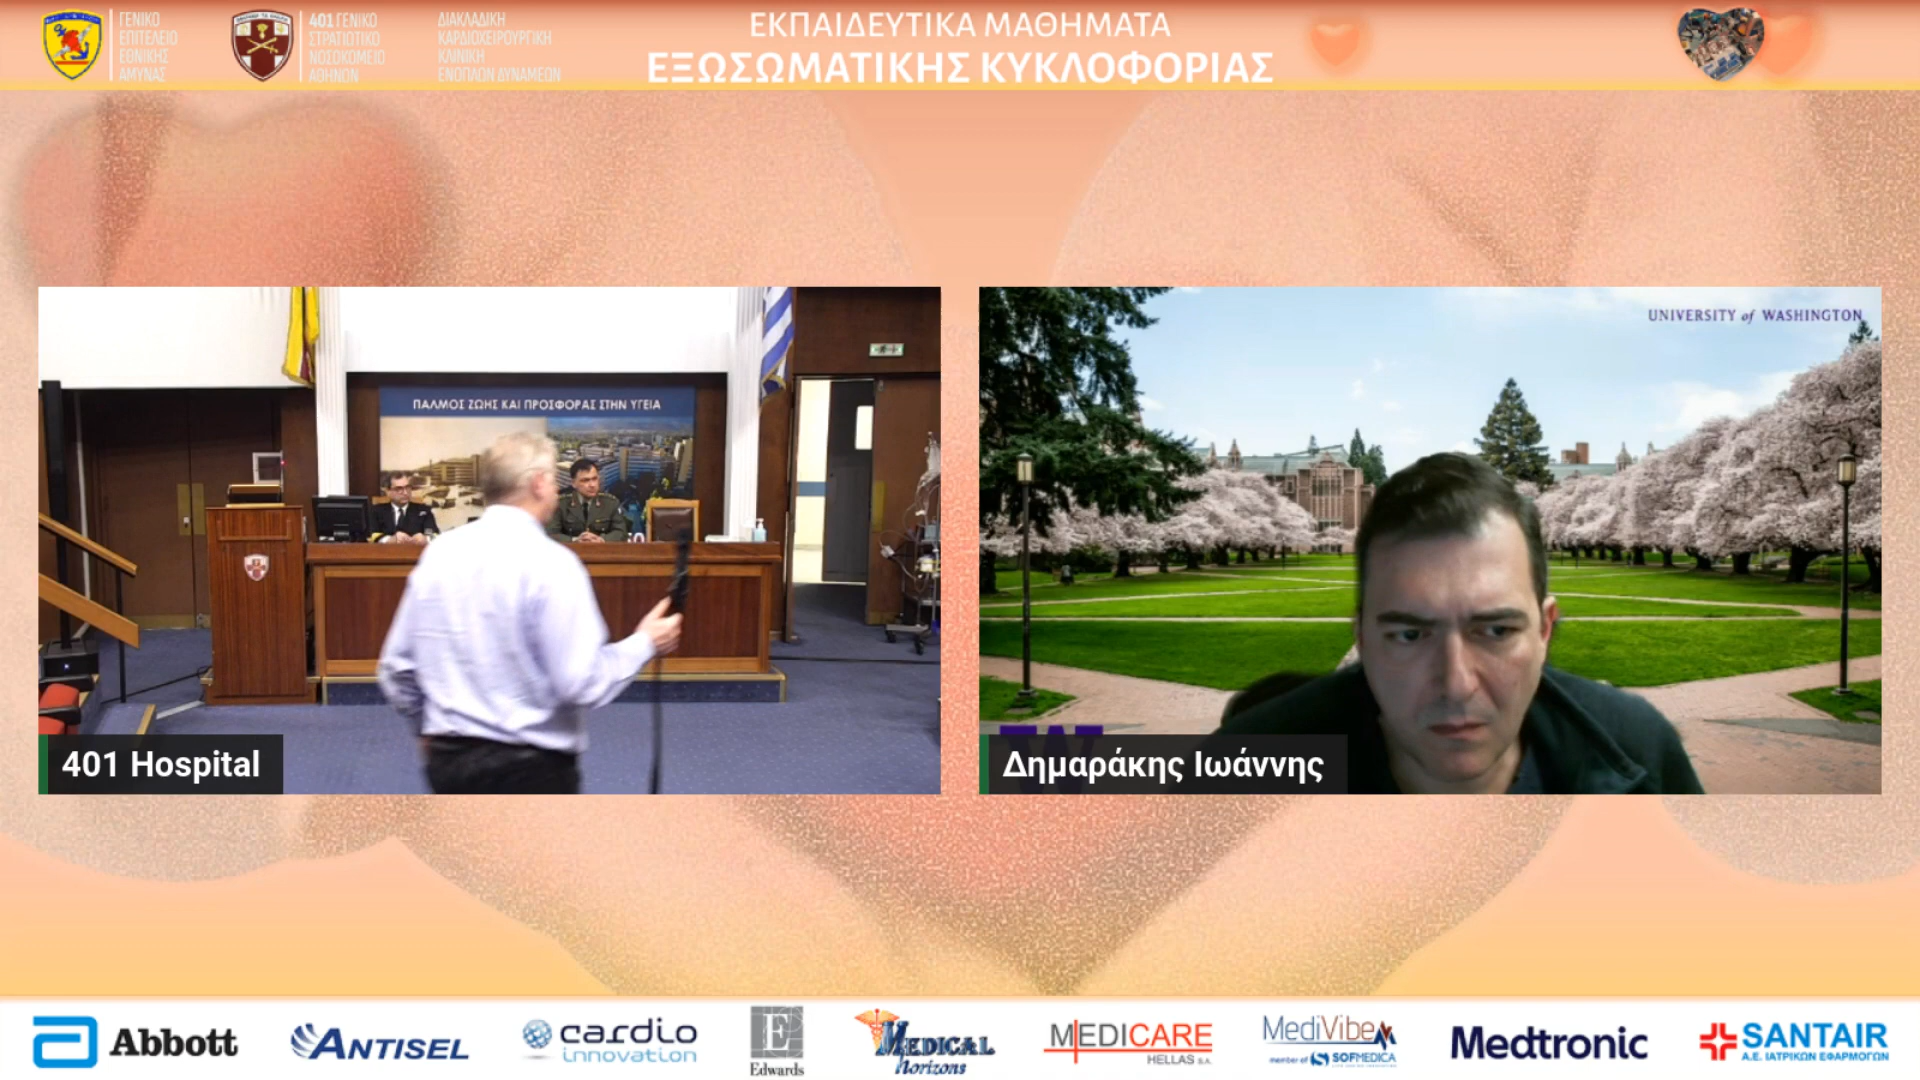 ΓΕΝΙΚΟ
ΕΠΙΤΕΛΕΙΟ
ΕΘΝΙΚΗΣ
ΑΜΥΝΑΣ
401 ΓΕΝΙΚΟ
ΣΤΡΑΤΙΩΤΙΚΟ
ΝΟΣΟΚΟΜΕΙΟ
ΑΘΗΝΩΝ
ΔΙΑΚΛΑΔΙΚΗ
ΚΑΡΔΙΟΧΕΙΡΟΥΡΓΙΚΗ
ΚΛΙΝΙΚΗ
ΕΝΟΠΛΩΝ ΔΥΝΑΜΕΩΝ
ΕΚΠΑΙΔΕΥΤΙΚΑ ΜΑΘΗΜΑΤΑ
ΕΞΩΣΩΜΑΤΙΚΗΣ ΚΥΚΛΟΦΟΡΙΑΣ
ΠΑΛΜΟΣ ΖΩΗΣ ΚΑΙ ΠΡΟΣΦΟΡΑΣ ΣΤΗΝ ΥΓΕΙΑ
401 Hospital
UNIVERSITY of WASHINGTON
W
Δημαράκης Ιωάννης
Abbott
ANTISEL
cardio
innovation
E
Edwards
MEDICAL
Horizons
MEDICARE
HELLAS S.A.
MediVibe
member of SOFMEDICA
Medtronic
SANTAIR
Α.Ε. ΙΑΤΡΙΚΩΝ ΕΦΑΡΜΟΓΩΝ